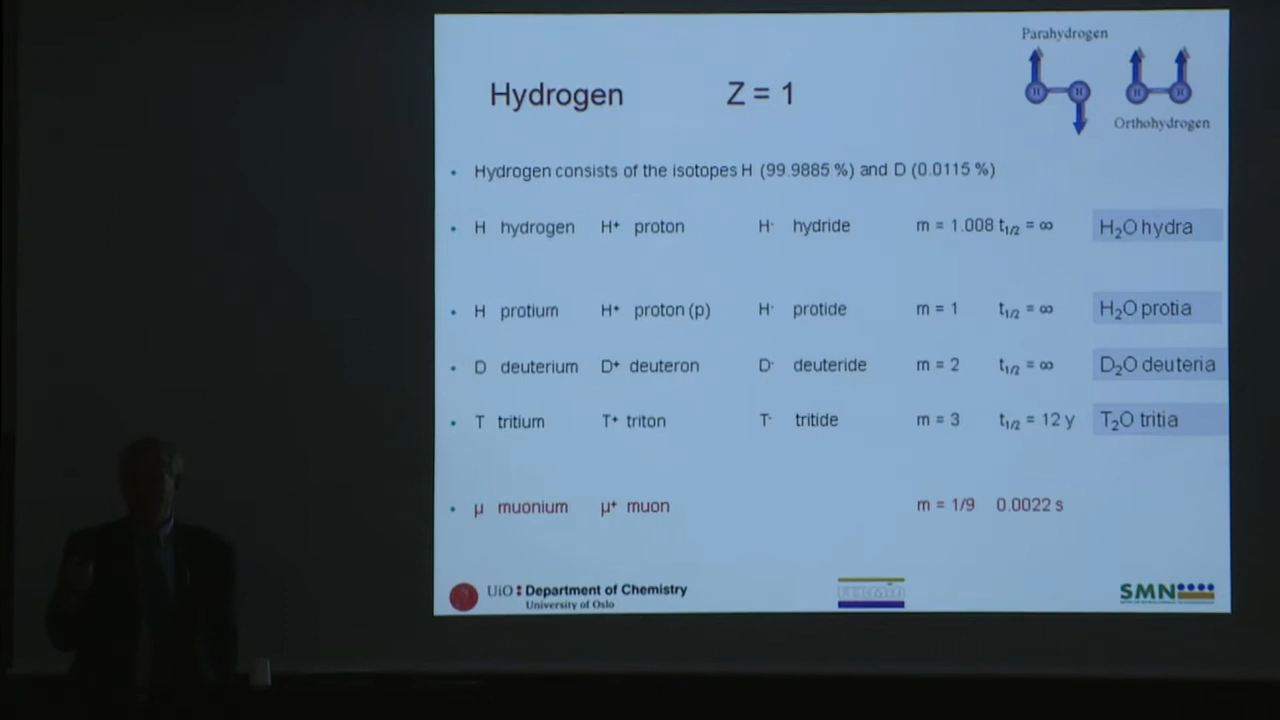 Parahydrogen
Hydrogen Z = 1
H H H H
Orthohydrogen
• Hydrogen consists of the isotopes H (99.9885 %) and D (0.0115 %)
• H hydrogen H⁺ proton H⁻ hydride m = 1.008 t1/2 = ∞ H₂O hydra
• H protium H⁺ proton (p) H⁻ protide m = 1 t1/2 = ∞ H₂O protia
• D deuterium D⁺ deuteron D⁻ deuteride m = 2 t1/2 = ∞ D₂O deuteria
• T tritium T⁺ triton T⁻ tritide m = 3 t1/2 = 12 y T₂O tritia
• µ muonium µ⁺ muon m = 1/9 0.0022 s
UiO : Department of Chemistry
University of Oslo
SMN